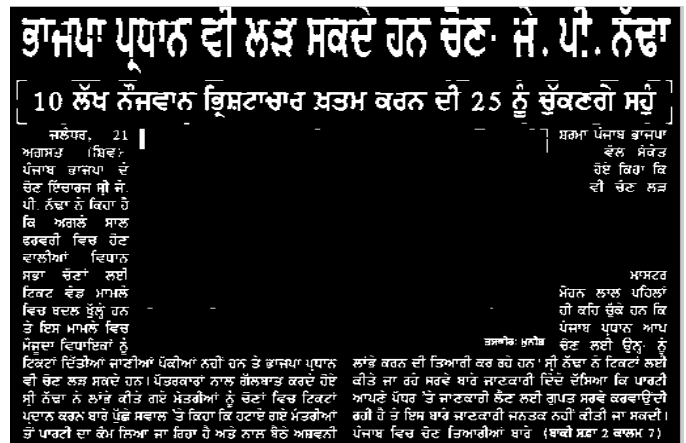 ਭਾਜਪਾ ਪ੍ਰਧਾਨ ਵੀ ਲੜ ਸਕਦੇ ਹਨ ਚੋਣ- ਜੇ. ਪੀ. ਨੱਢਾ
10 ਲੱਖ ਨੌਜਵਾਨ ਭ੍ਰਿਸ਼ਟਾਚਾਰ ਖ਼ਤਮ ਕਰਨ ਦੀ 25 ਨੂੰ ਚੁੱਕਣਗੇ ਸਹੁੰ
ਜਲੰਧਰ, 21
ਅਗਸਤ (ਸ਼ਿਵ)-
ਪੰਜਾਬ ਭਾਜਪਾ ਦੇ
ਚੋਣ ਇੰਚਾਰਜ ਸ੍ਰੀ ਜੇ.
ਪੀ. ਨੱਢਾ ਨੇ ਕਿਹਾ ਹੈ
ਕਿ ਅਗਲੇ ਸਾਲ
ਫਰਵਰੀ ਵਿਚ ਹੋਣ
ਵਾਲੀਆਂ ਵਿਧਾਨ
ਸਭਾ ਚੋਣਾਂ ਲਈ
ਟਿਕਟ ਵੰਡ ਮਾਮਲੇ
ਵਿਚ ਬਦਲ ਖੁੱਲ੍ਹੇ ਹਨ
ਤੇ ਇਸ ਮਾਮਲੇ ਵਿਚ
ਮੌਜੂਦਾ ਵਿਧਾਇਕਾਂ ਨੂੰ
ਟਿਕਟਾਂ ਦਿੱਤੀਆਂ ਜਾਣੀਆਂ ਪੱਕੀਆਂ ਨਹੀਂ ਹਨ ਤੇ ਭਾਜਪਾ ਪ੍ਰਧਾਨ
ਵੀ ਚੋਣ ਲੜ ਸਕਦੇ ਹਨ। ਪੱਤਰਕਾਰਾਂ ਨਾਲ ਗੱਲਬਾਤ ਕਰਦੇ ਹੋਏ
ਸ੍ਰੀ ਨੱਢਾ ਨੇ ਲਾਂਭੇ ਕੀਤੇ ਗਏ ਮੰਤਰੀਆਂ ਨੂੰ ਚੋਣਾਂ ਵਿਚ ਟਿਕਟਾਂ
ਪ੍ਰਦਾਨ ਕਰਨ ਬਾਰੇ ਪੁੱਛੇ ਸਵਾਲ 'ਤੇ ਕਿਹਾ ਕਿ ਹਟਾਏ ਗਏ ਮੰਤਰੀਆਂ
ਤੋਂ ਪਾਰਟੀ ਦਾ ਕੰਮ ਲਿਆ ਜਾ ਰਿਹਾ ਹੈ ਅਤੇ ਨਾਲ ਬੈਠੇ ਅਸ਼ਵਨੀ
ਸ਼ਰਮਾ ਪੰਜਾਬ ਭਾਜਪਾ
ਵੱਲ ਸੰਕੇਤ
ਹੋਏ ਕਿਹਾ ਕਿ
ਵੀ ਚੋਣ ਲੜ
ਮਾਸਟਰ
ਮੋਹਨ ਲਾਲ ਪਹਿਲਾਂ
ਹੀ ਕਹਿ ਚੁੱਕੇ ਹਨ ਕਿ
ਪੰਜਾਬ ਪ੍ਰਧਾਨ ਆਪ
ਤਸਵੀਰ: ਮੁਨੀਸ਼
ਚੋਣ ਲਈ ਉਨ੍ਹਾਂ ਨੂੰ
ਲਾਂਭੇ ਕਰਨ ਦੀ ਤਿਆਰੀ ਕਰ ਰਹੇ ਹਨ। ਸ੍ਰੀ ਨੱਢਾ ਨੇ ਟਿਕਟਾਂ ਲਈ
ਕੀਤੇ ਜਾ ਰਹੇ ਸਰਵੇ ਬਾਰੇ ਜਾਣਕਾਰੀ ਦਿੰਦੇ ਦੱਸਿਆ ਕਿ ਪਾਰਟੀ
ਆਪਣੇ ਪੱਧਰ 'ਤੇ ਜਾਣਕਾਰੀ ਲੈਣ ਲਈ ਗੁਪਤ ਸਰਵੇ ਕਰਵਾਉਂਦੀ
ਰਹੀ ਹੈ ਤੇ ਇਸ ਬਾਰੇ ਜਾਣਕਾਰੀ ਜਨਤਕ ਨਹੀਂ ਕੀਤੀ ਜਾ ਸਕਦੀ।
ਪੰਜਾਬ ਵਿਚ ਚੋਣ ਤਿਆਰੀਆਂ ਬਾਰੇ (ਬਾਕੀ ਸਫ਼ਾ 2 ਕਾਲਮ 7)